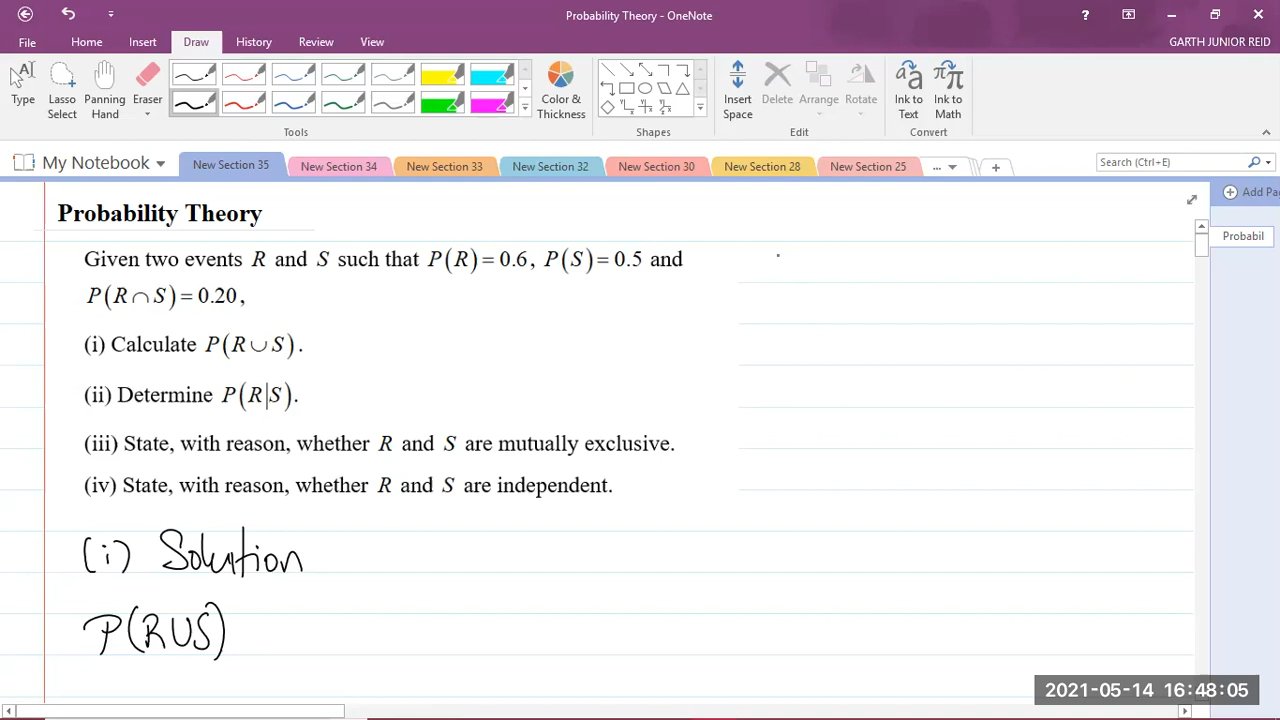 Probability Theory - OneNote
GARTH JUNIOR REID
File Home Insert Draw History Review View
Type Lasso Select Panning Hand Eraser Color & Thickness Insert Space Delete Arrange Rotate Ink to Text Ink to Math
Tools Shapes Edit Convert
My Notebook New Section 35 New Section 34 New Section 33 New Section 32 New Section 30 New Section 28 New Section 25 ... Search (Ctrl+E)
Add Pa
Probabil
Probability Theory
Given two events R and S such that P(R) = 0.6, P(S) = 0.5 and
P(R ∩ S) = 0.20,
(i) Calculate P(R ∪ S).
(ii) Determine P(R|S).
(iii) State, with reason, whether R and S are mutually exclusive.
(iv) State, with reason, whether R and S are independent.
(i) Solution
P(R∪S)
2021-05-14 16:48:05